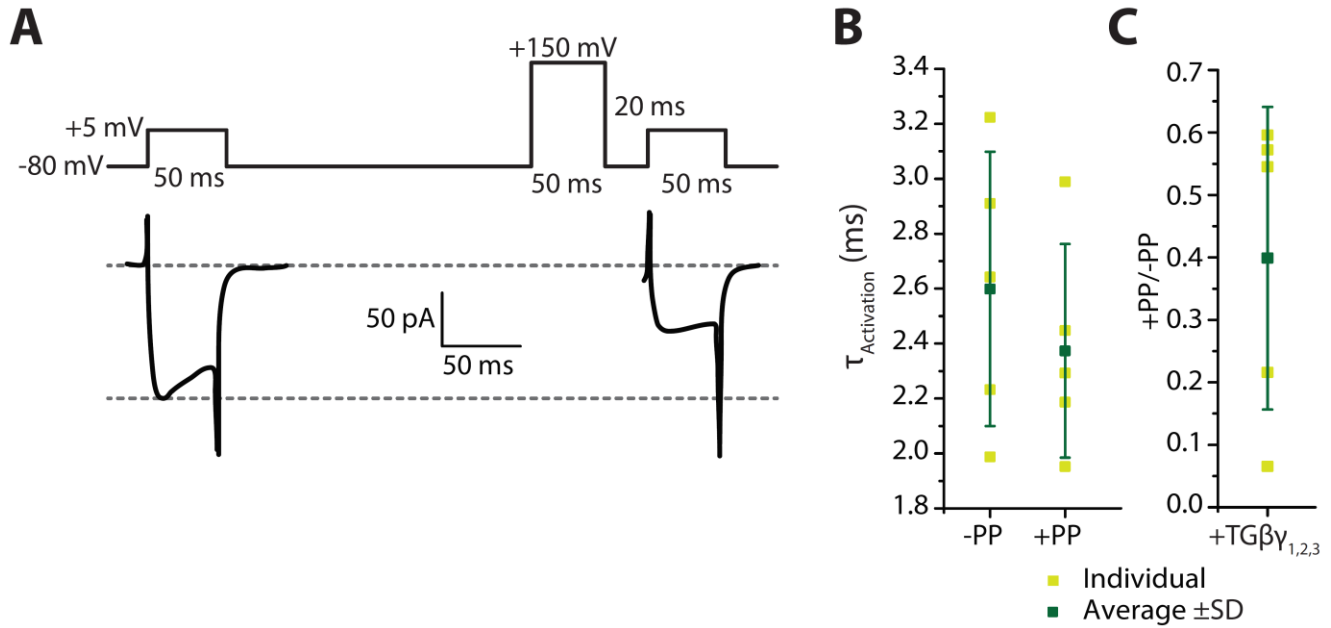 A
+150 mV
20 ms
+5 mV
-80 mV
50 ms
50 ms
50 ms
50 pA
50 ms
B
3.4
3.2
3.0
2.8
2.6
2.4
2.2
2.0
1.8
τActivation (ms)
-PP
+PP
C
0.7
0.6
0.5
0.4
0.3
0.2
0.1
0.0
+PP/-PP
+TGβγ1,2,3
Individual
Average ±SD